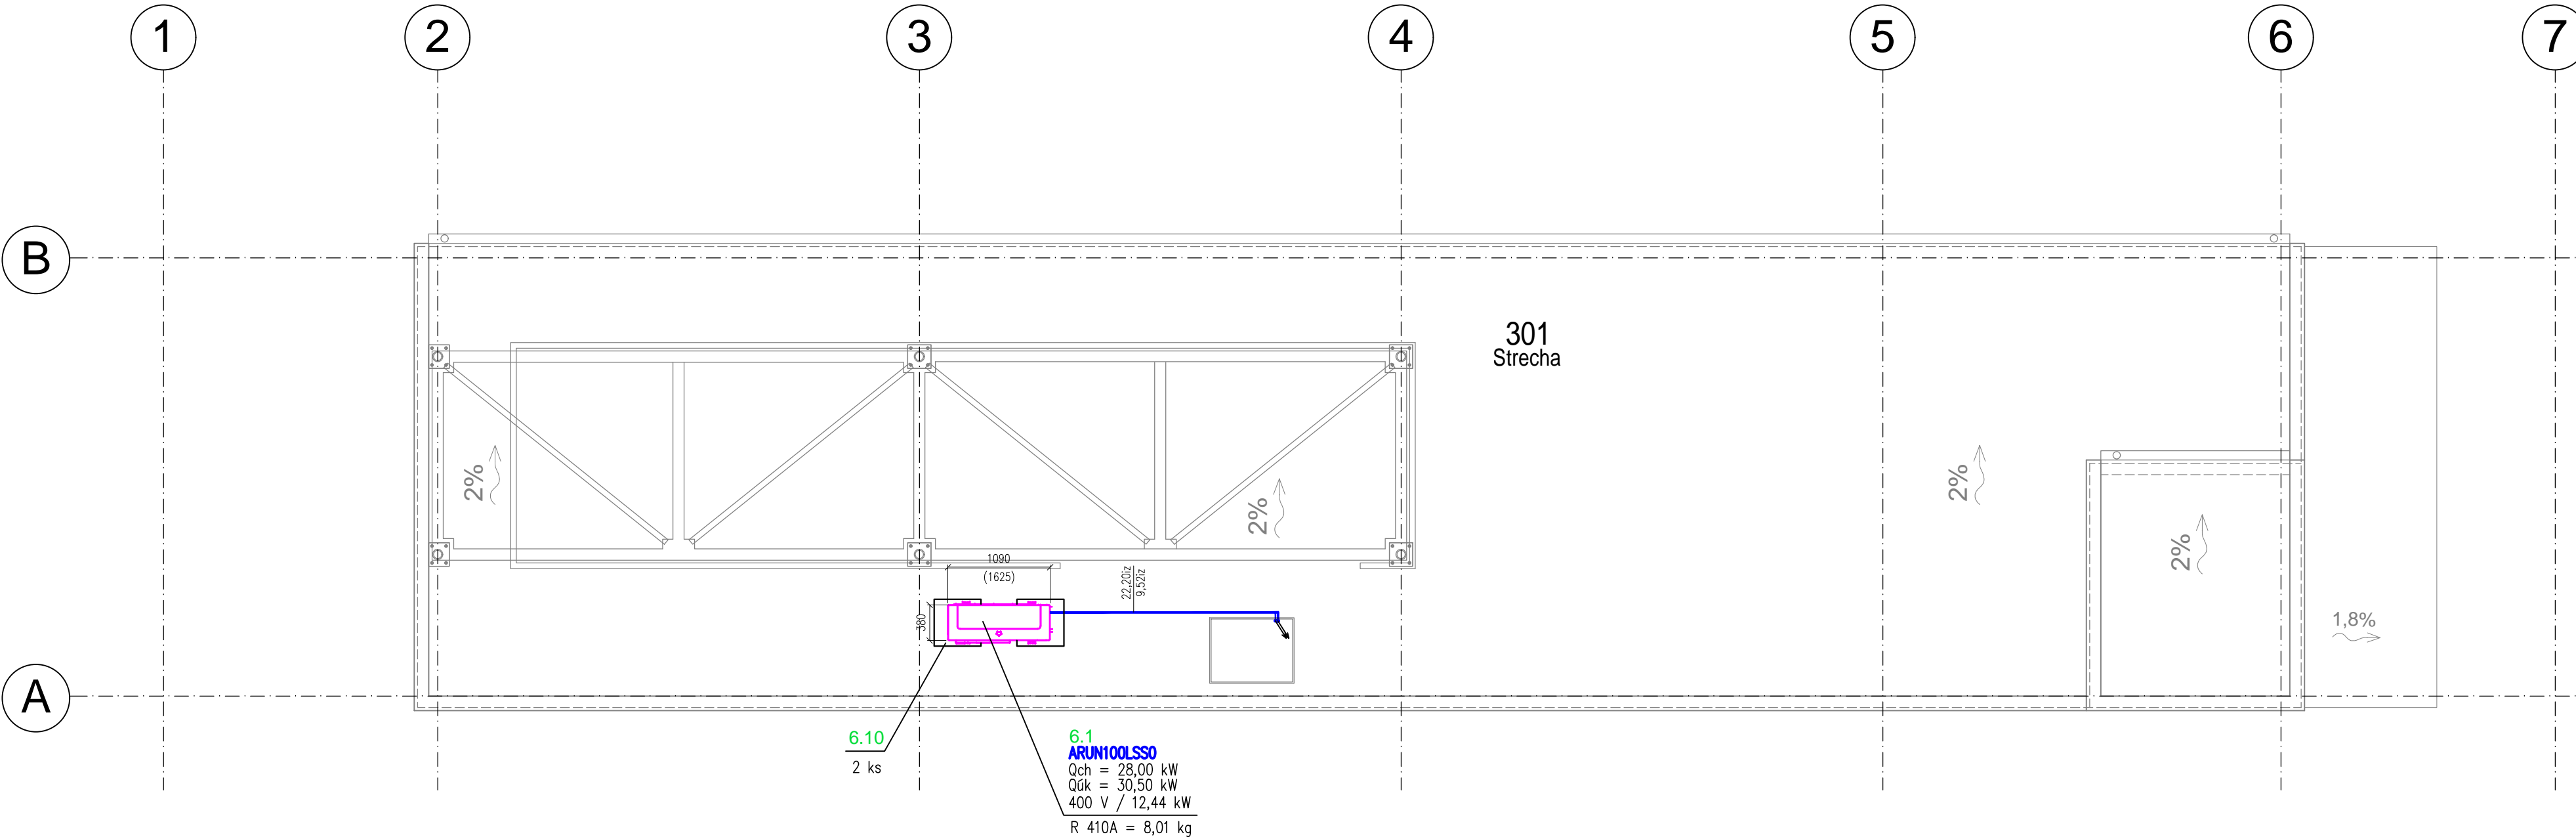 1
2
3
4
5
6
7
B
301
Strecha
2%
2%
2%
2%
1090
(1625)
22,20iz
9,52iz
380
1,8%
A
6.10
2 ks
6.1
ARUN100LSS0
Qch = 28,00 kW
Qúk = 30,50 kW
400 V / 12,44 kW
R 410A = 8,01 kg